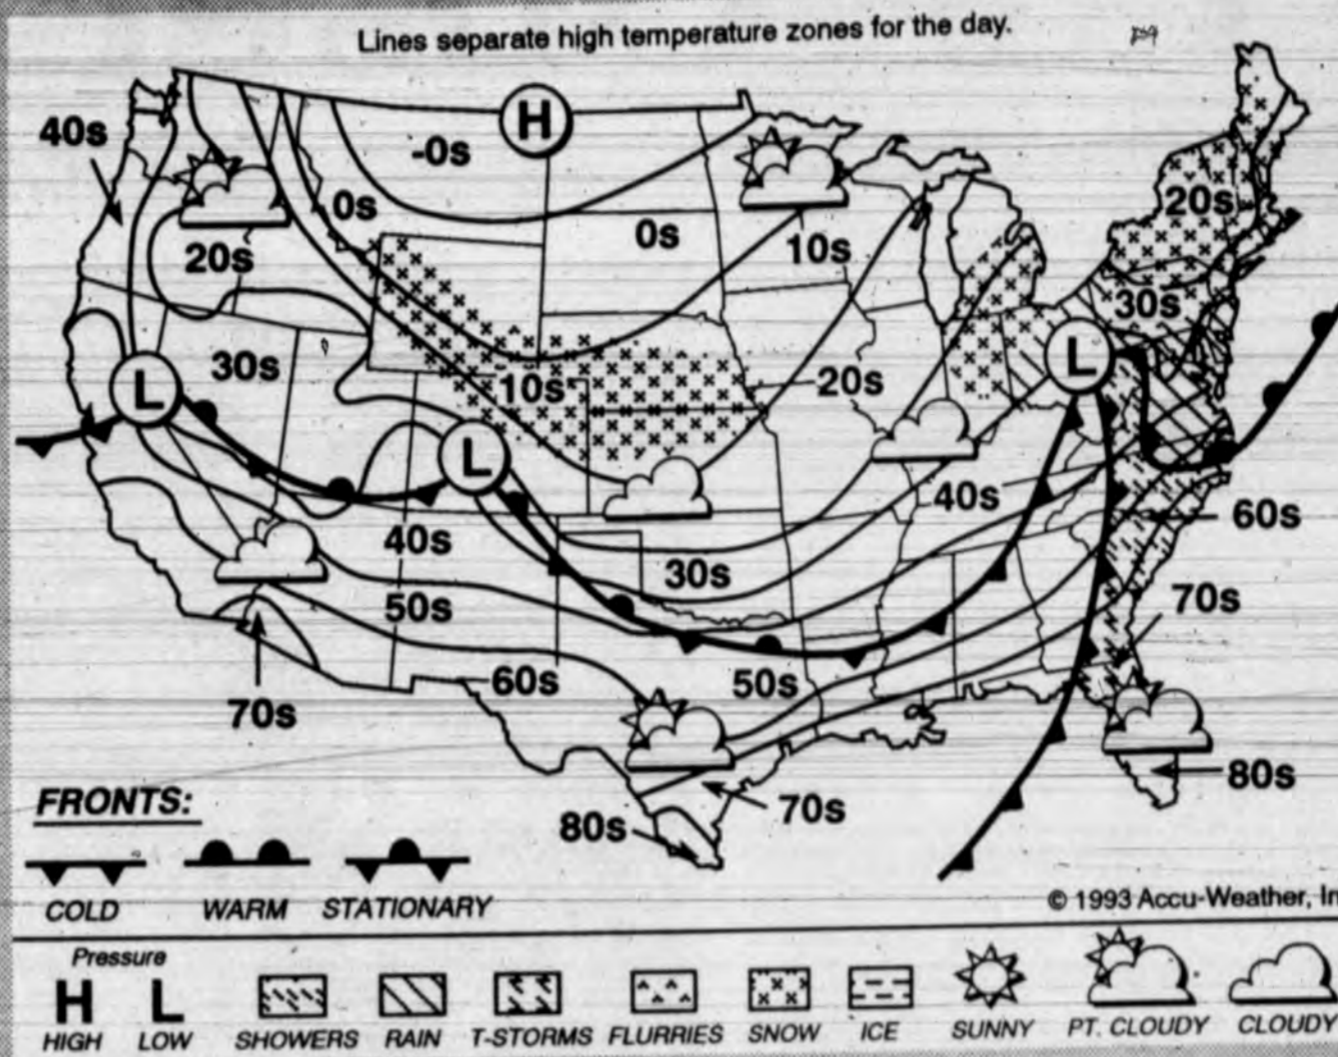 Lines separate high temperature zones for the day.
40s
H
-0s
0s
0s
10s
20s
20s
30s
L
30s
L
10s
20s
L
40s
40s
60s
30s
50s
70s
60s
50s
70s
80s
80s
70s
FRONTS:
COLD WARM STATIONARY
© 1993 Accu-Weather, In
Pressure
H L
HIGH LOW SHOWERS RAIN T-STORMS FLURRIES SNOW ICE SUNNY PT. CLOUDY CLOUDY